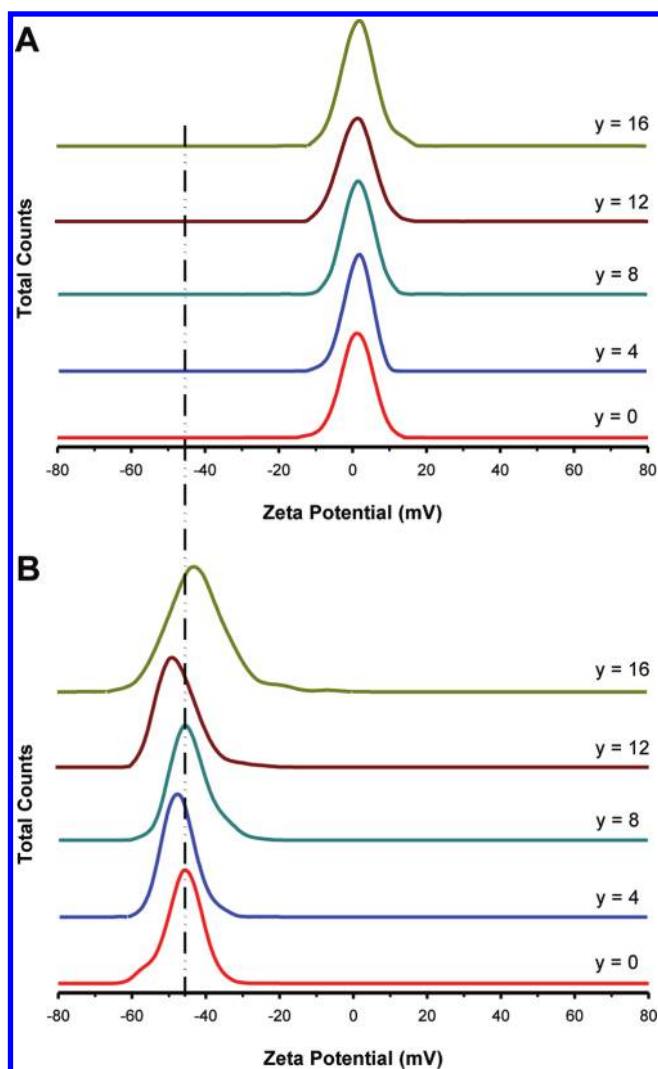 A
y = 16
y = 12
y = 8
y = 4
y = 0
Total Counts
-80 -60 -40 -20 0 20 40 60 80
Zeta Potential (mV)
B
y = 16
y = 12
y = 8
y = 4
y = 0
Total Counts
-80 -60 -40 -20 0 20 40 60 80
Zeta Potential (mV)